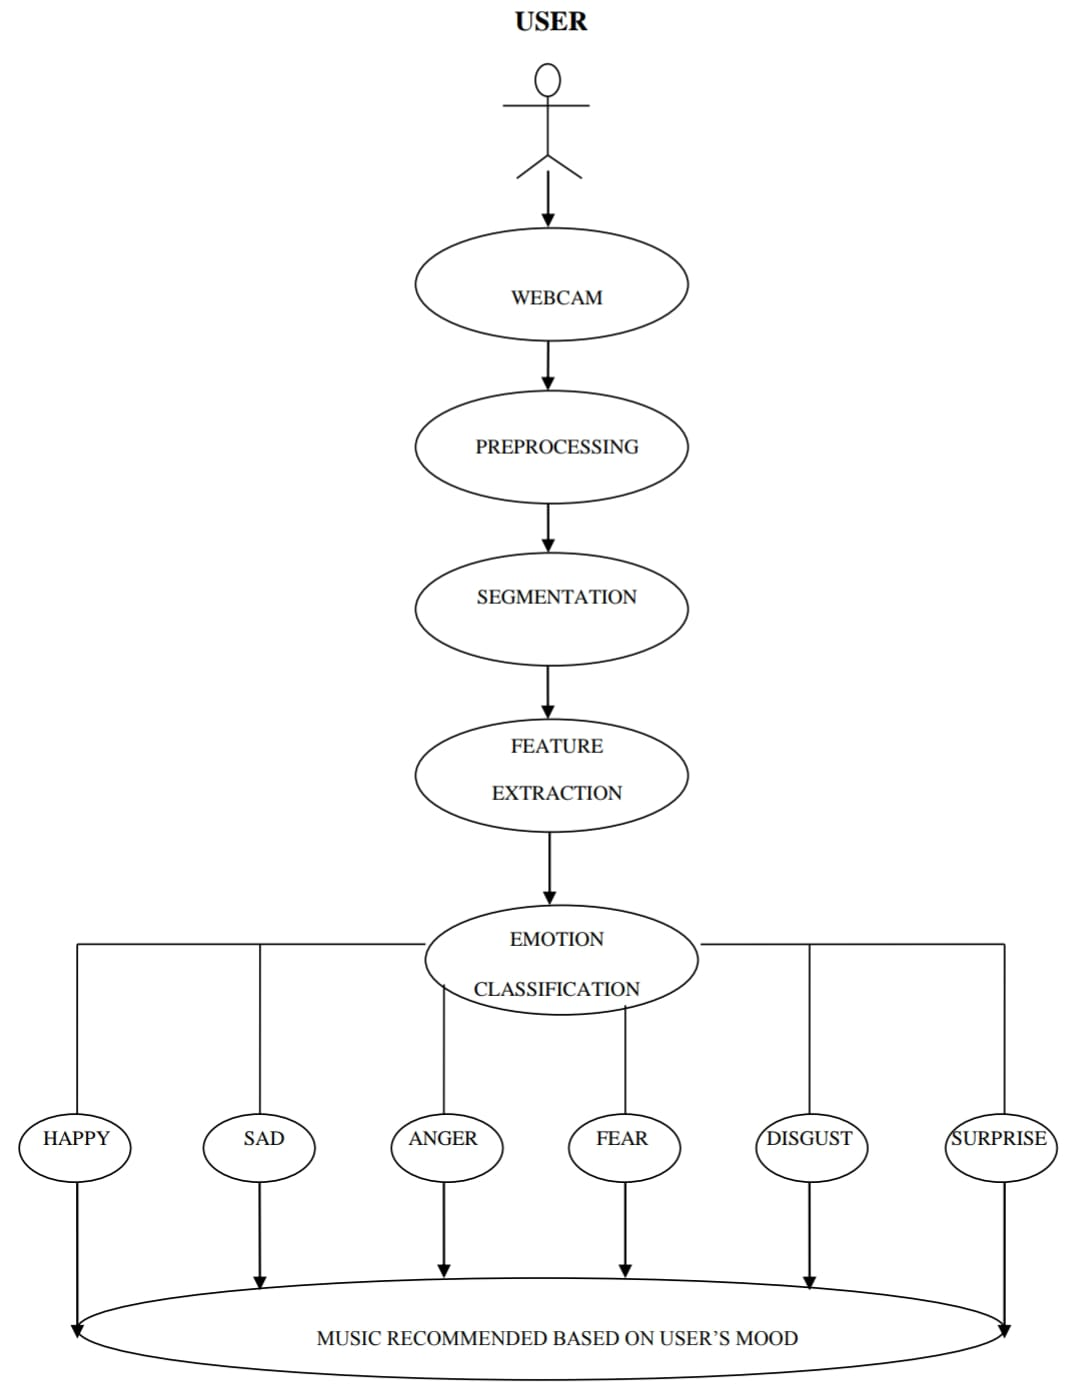 USER
WEBCAM
PREPROCESSING
SEGMENTATION
FEATURE
EXTRACTION
EMOTION
CLASSIFICATION
HAPPY
SAD
ANGER
FEAR
DISGUST
SURPRISE
MUSIC RECOMMENDED BASED ON USER’S MOOD